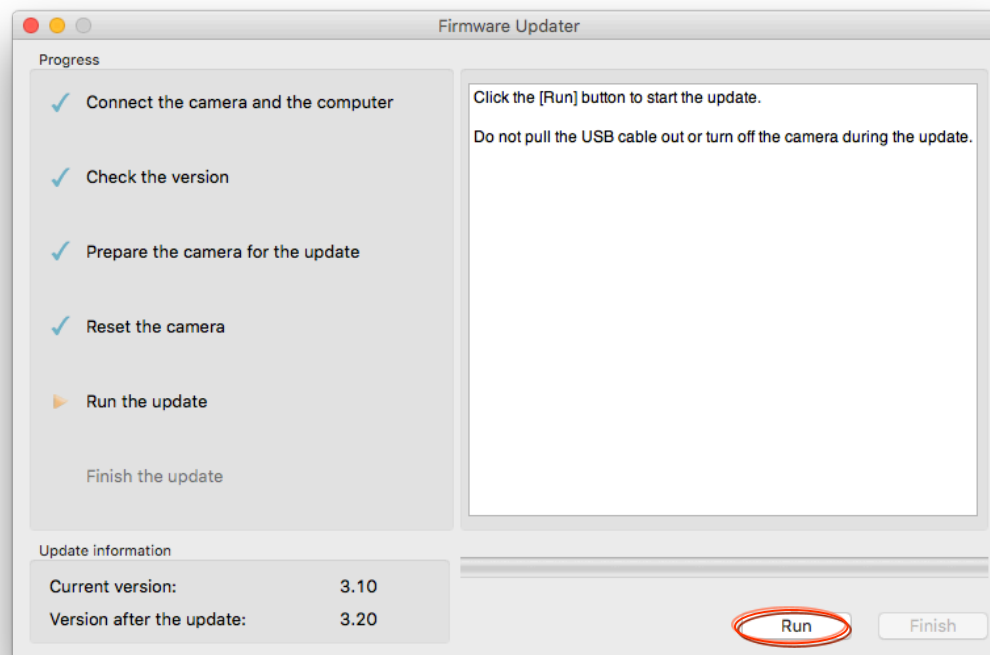 Firmware Updater
Progress
Connect the camera and the computer
Check the version
Prepare the camera for the update
Reset the camera
Run the update
Finish the update
Click the [Run] button to start the update.
Do not pull the USB cable out or turn off the camera during the update.
Update information
Current version: 3.10
Version after the update: 3.20
Run
Finish